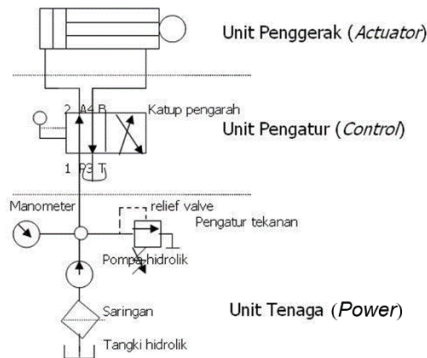 Unit Penggerak (Actuator)
2 A4 B Katup pengarah
Unit Pengatur (Control)
1 P3 T
Manometer
relief valve
Pengatur tekanan
Pompa hidrolik
Saringan
Unit Tenaga (Power)
Tangki hidrolik